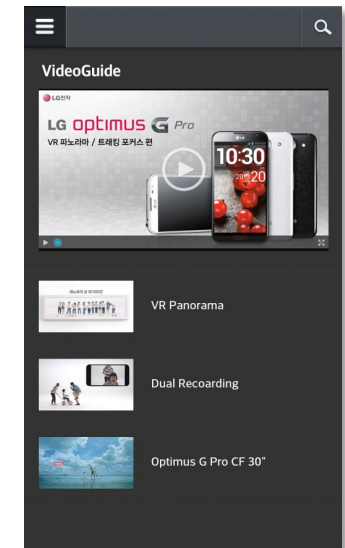 VideoGuide
LG전자
LG optimus G Pro
VR 파노라마 / 트래킹 포커스 편
10:30
20
VR Panorama
Dual Recoarding
Optimus G Pro CF 30"